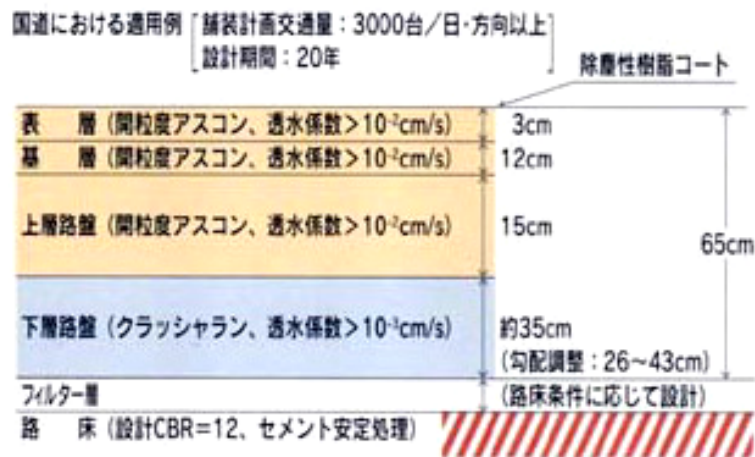 国道における適用例 舗装計画交通量：3000台／日・方向以上
設計期間：20年
除塵性樹脂コート
表　層（開粒度アスコン、透水係数＞10⁻²cm/s） 3cm
基　層（開粒度アスコン、透水係数＞10⁻²cm/s） 12cm
上層路盤（開粒度アスコン、透水係数＞10⁻²cm/s） 15cm
65cm
下層路盤（クラッシャラン、透水係数＞10⁻³cm/s） 約35cm
（勾配調整：26〜43cm）
フィルター層 （路床条件に応じて設計）
路　床（設計CBR＝12、セメント安定処理）